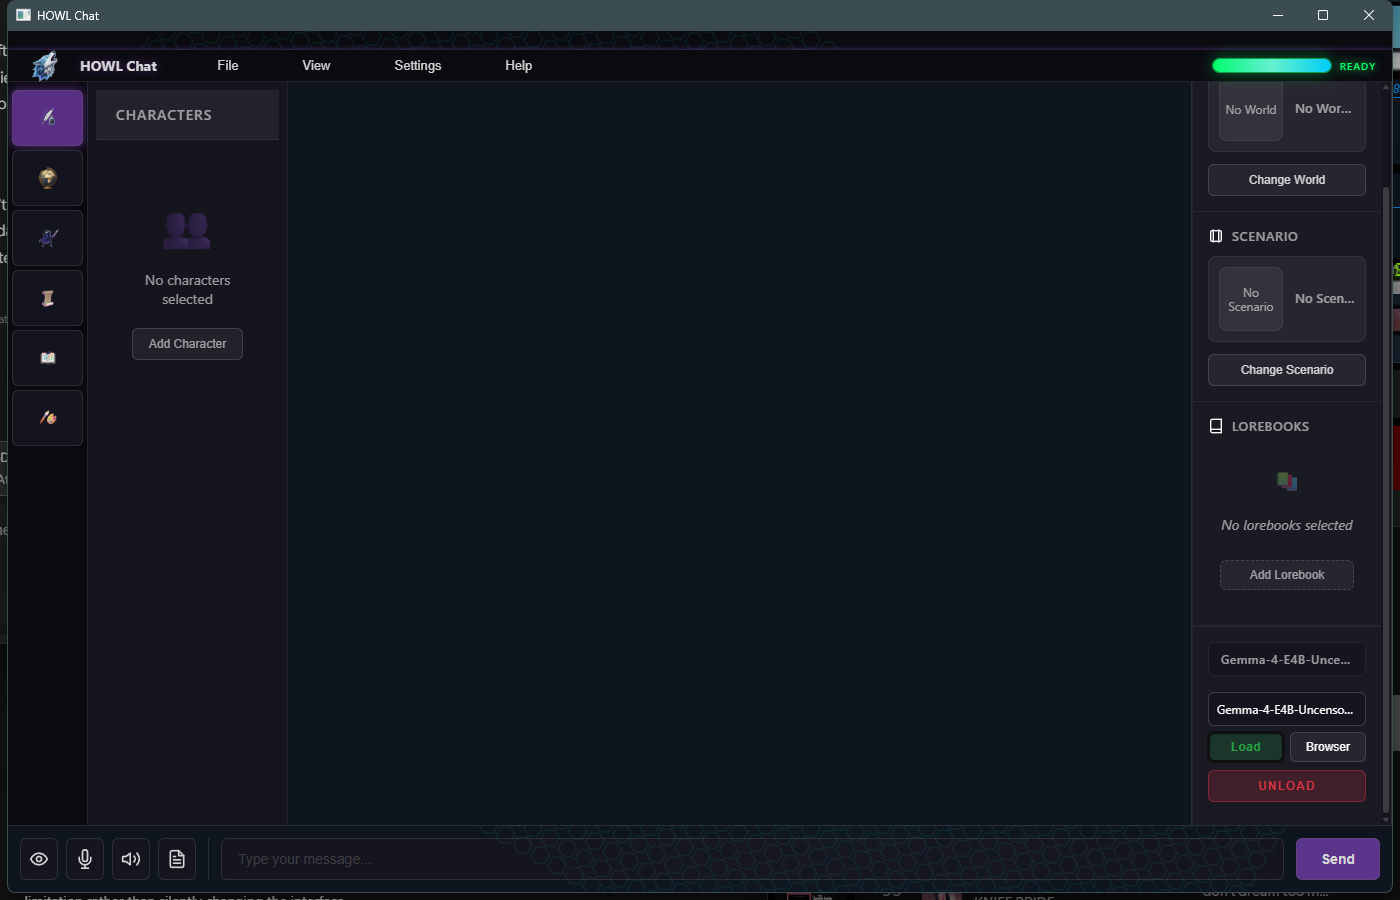 HOWL Chat
HOWL Chat
File
View
Settings
Help
READY
CHARACTERS
No characters
selected
Add Character
No World
No Wor...
Change World
SCENARIO
No
Scenario
No Scen...
Change Scenario
LOREBOOKS
No lorebooks selected
Add Lorebook
Gemma-4-E4B-Unce...
Gemma-4-E4B-Uncenso...
Load
Browser
UNLOAD
Type your message...
Send